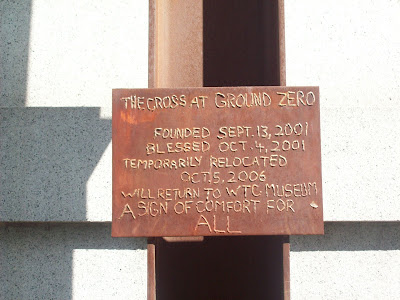 THE CROSS AT GROUND ZERO
FOUNDED SEPT. 13, 2001
BLESSED OCT. 4, 2001
TEMPORARILY RELOCATED
OCT. 5, 2006
WILL RETURN TO WTC MUSEUM
A SIGN OF COMFORT FOR
ALL